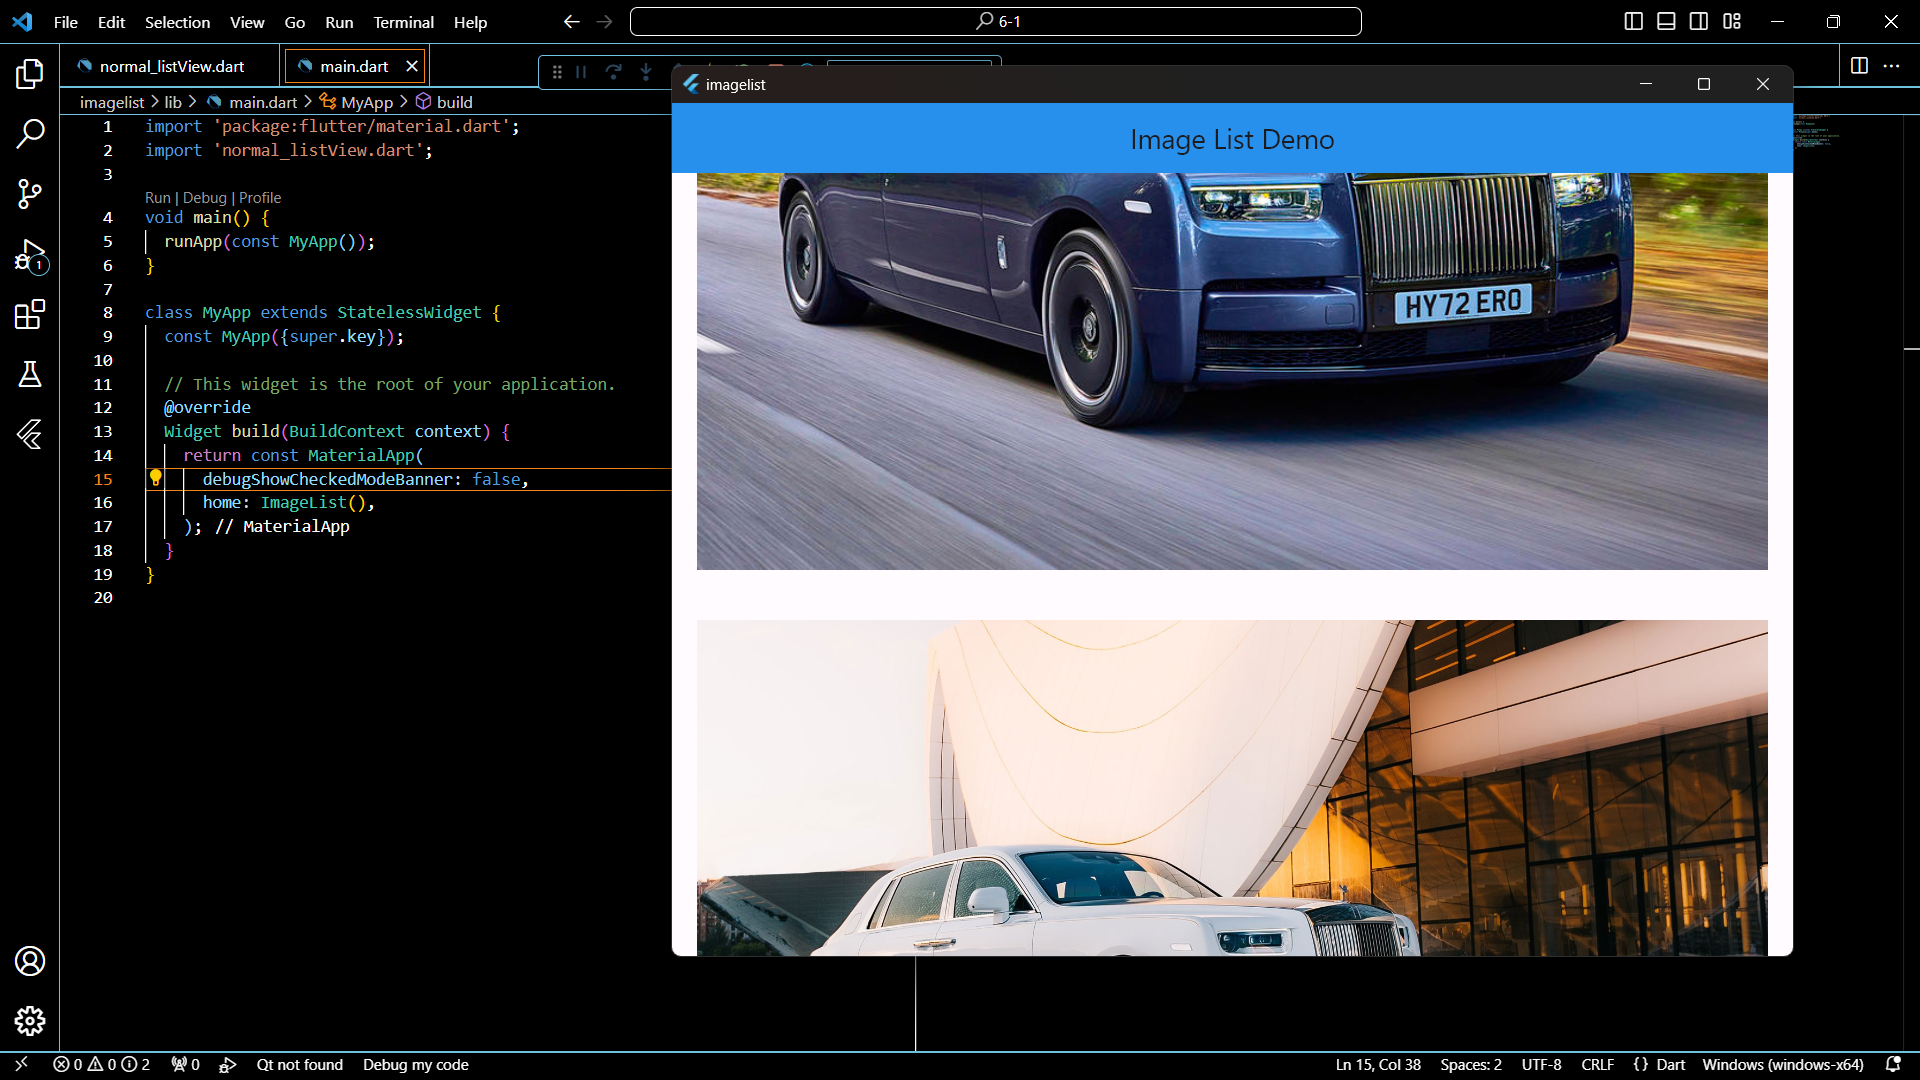 File Edit Selection View Go Run Terminal Help
6-1
normal_listView.dart
main.dart
imagelist > lib > main.dart > MyApp > build
1 import 'package:flutter/material.dart';
2 import 'normal_listView.dart';
3
Run | Debug | Profile
4 void main() {
5 runApp(const MyApp());
6 }
7
8 class MyApp extends StatelessWidget {
9 const MyApp({super.key});
10
11 // This widget is the root of your application.
12 @override
13 Widget build(BuildContext context) {
14 return const MaterialApp(
15 debugShowCheckedModeBanner: false,
16 home: ImageList(),
17 ); // MaterialApp
18 }
19 }
20
imagelist
Image List Demo
HY72 ERO
1
0 0 2 0 Qt not found Debug my code
Ln 15, Col 38 Spaces: 2 UTF-8 CRLF {} Dart Windows (windows-x64)